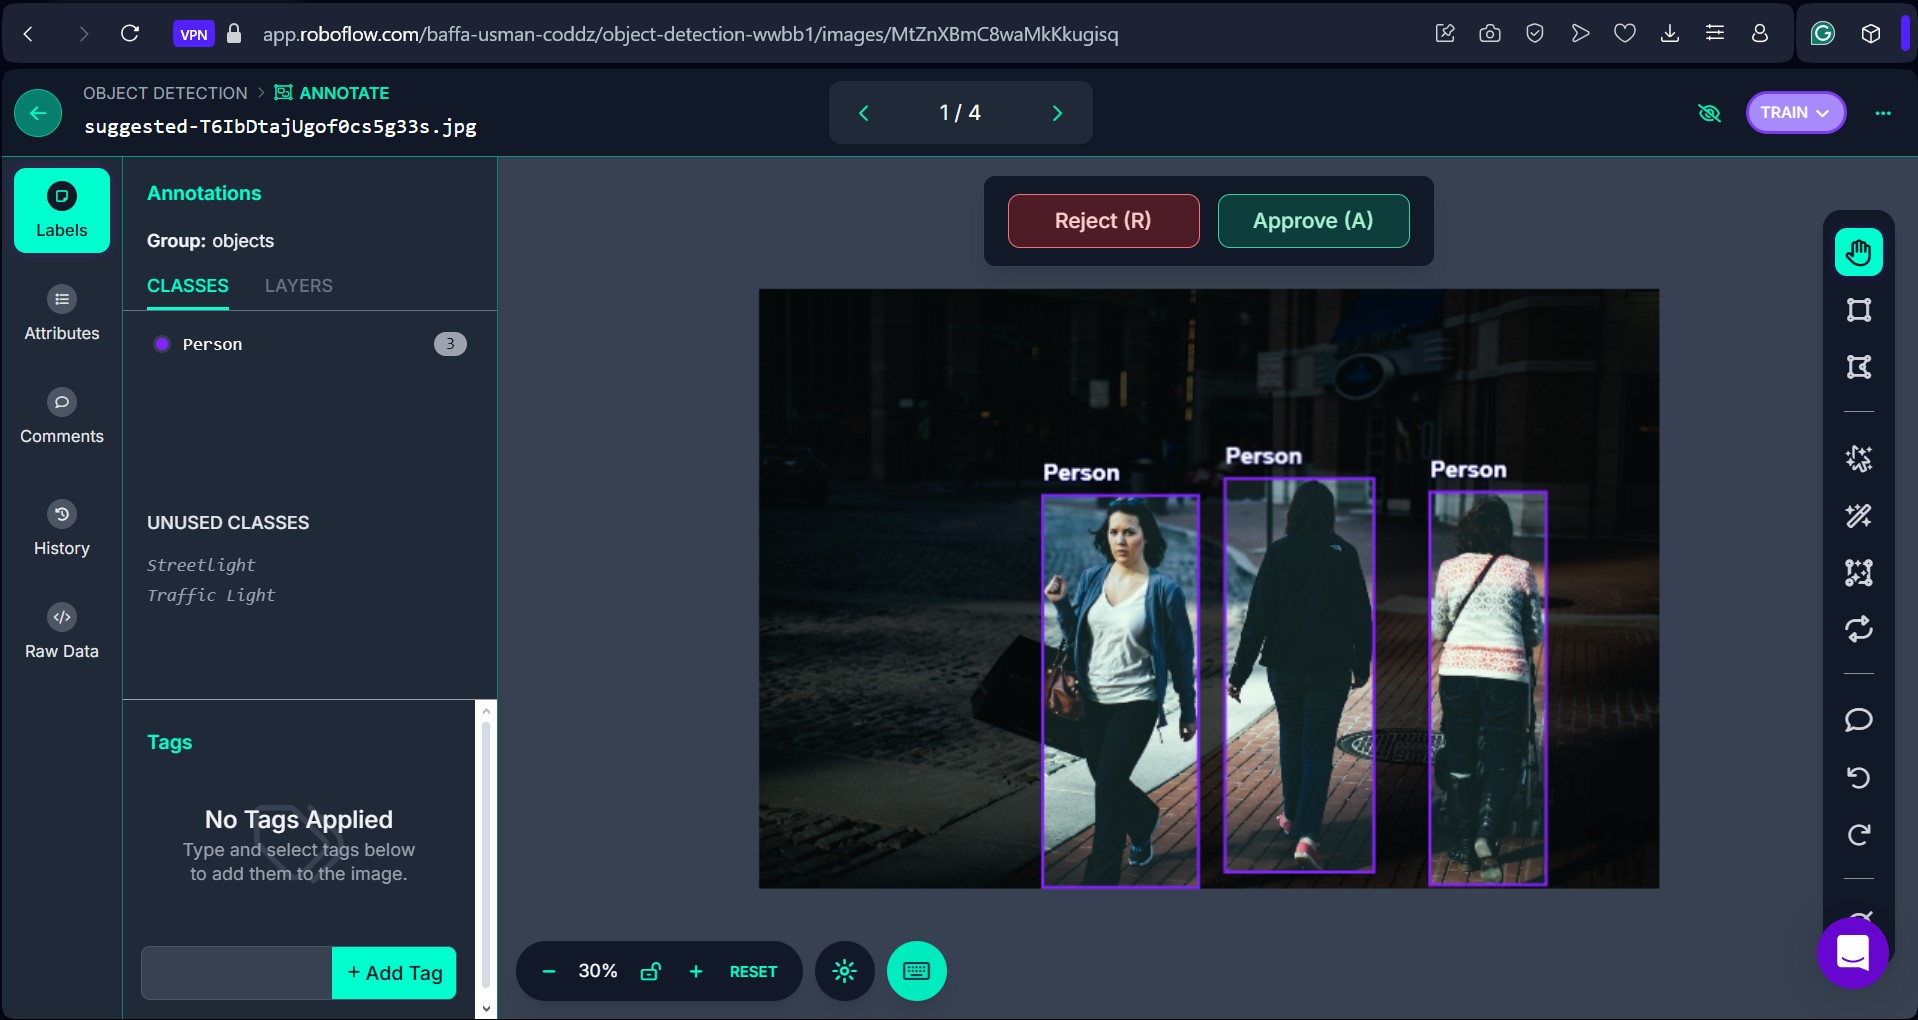 VPN
app.roboflow.com/baffa-usman-coddz/object-detection-wwbb1/images/MtZnXBmC8waMkKkugisq
OBJECT DETECTION > ANNOTATE
suggested-T6IbDtajUgof0cs5g33s.jpg
1 / 4
TRAIN
Labels
Attributes
Comments
History
Raw Data
Annotations
Group: objects
CLASSES LAYERS
Person 3
UNUSED CLASSES
Streetlight
Traffic Light
Tags
No Tags Applied
Type and select tags below
to add them to the image.
+ Add Tag
Reject (R) Approve (A)
Person
Person
Person
30% RESET